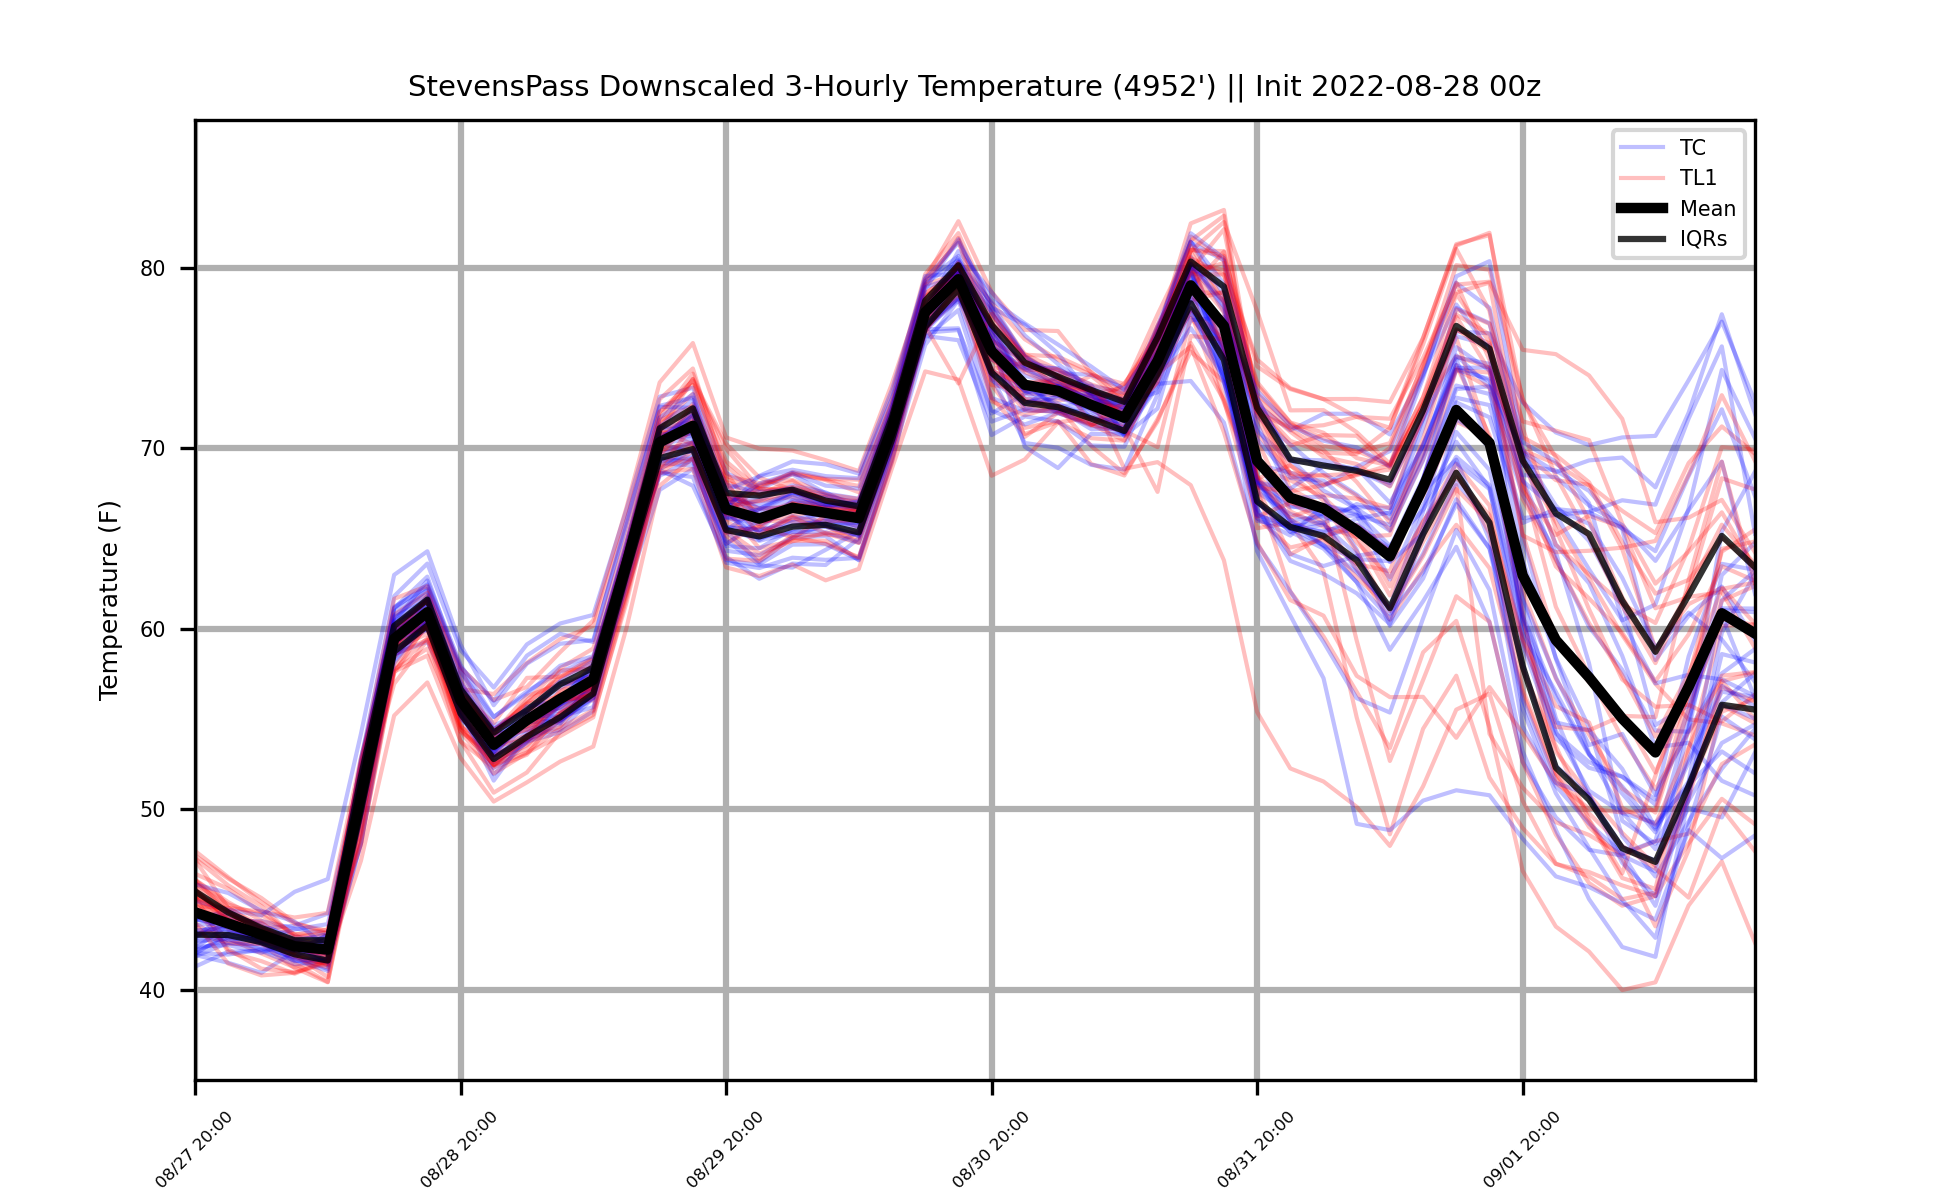 StevensPass Downscaled 3-Hourly Temperature (4952') || Init 2022-08-28 00z
TC
TL1
Mean
IQRs
Temperature (F)
80
70
60
50
40
08/27 20:00
08/28 20:00
08/29 20:00
08/30 20:00
08/31 20:00
09/01 20:00